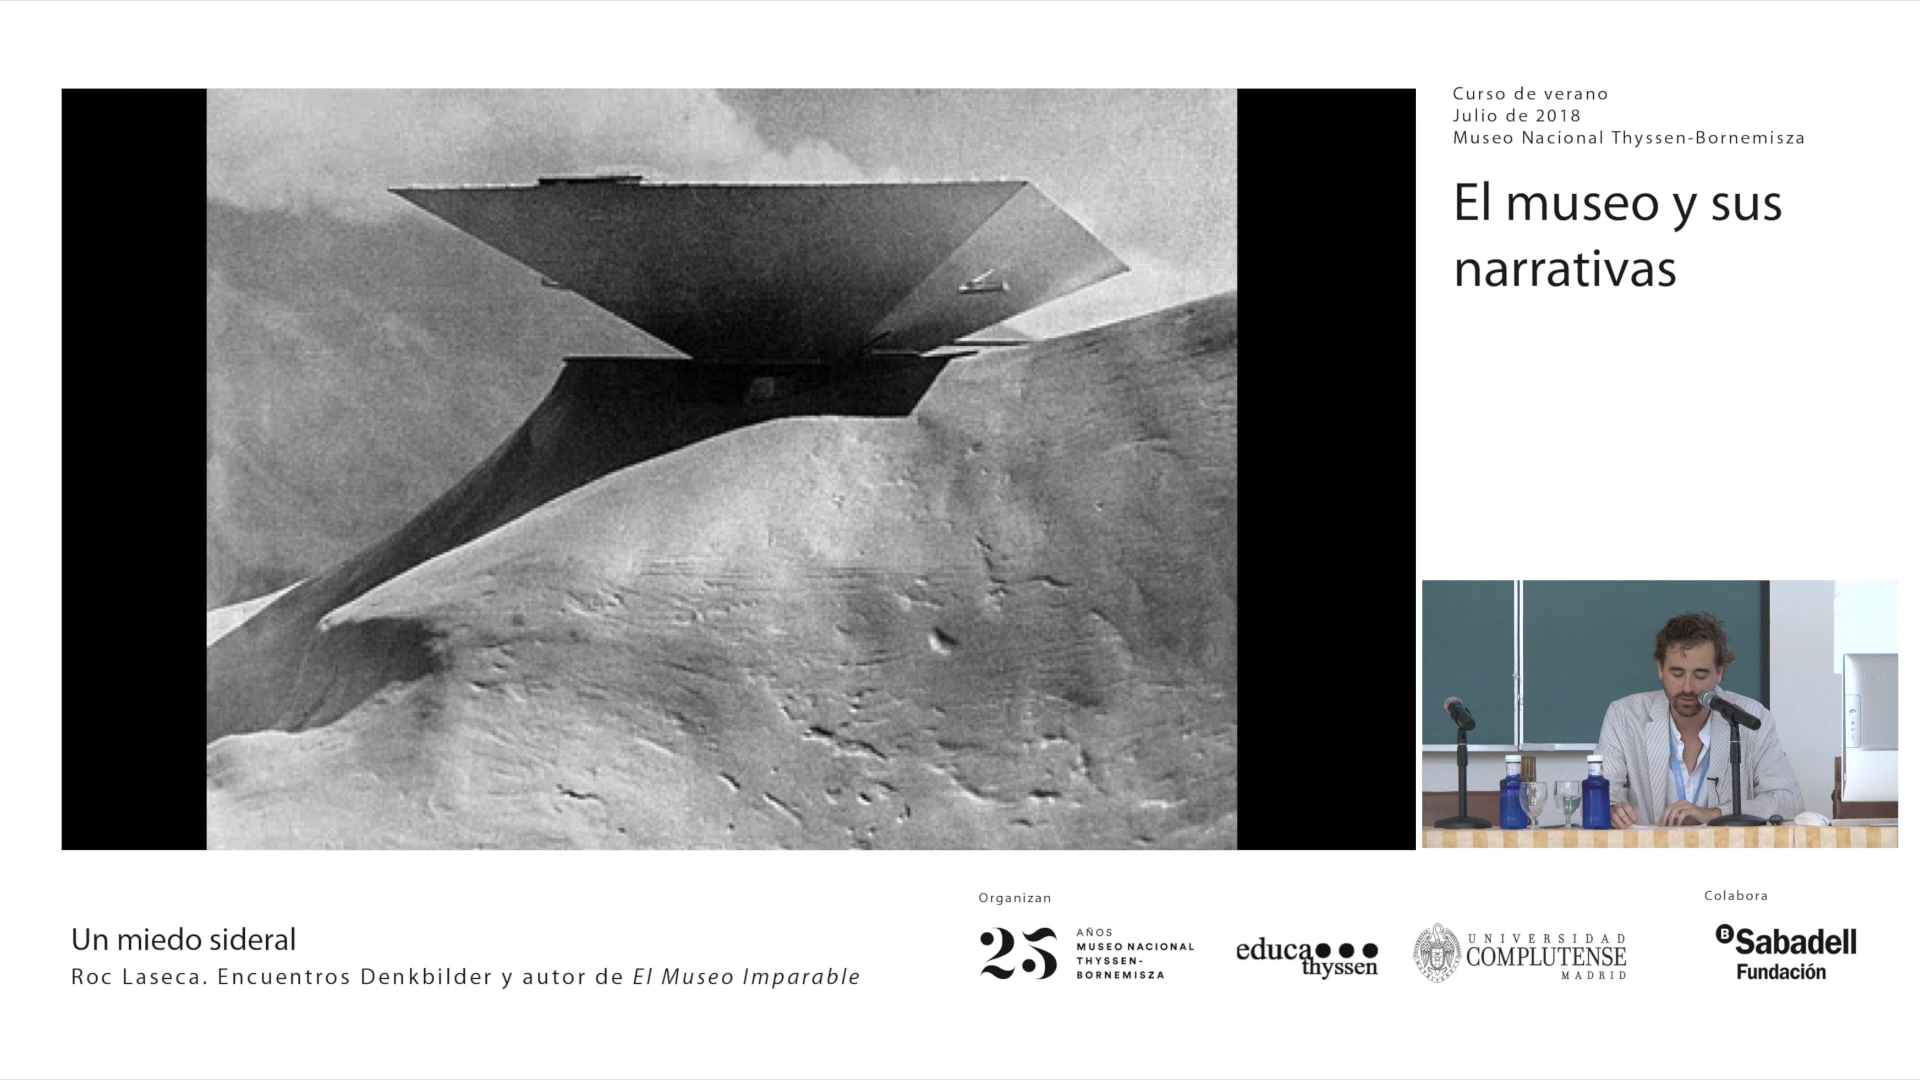 Curso de verano
Julio de 2018
Museo Nacional Thyssen-Bornemisza
El museo y sus
narrativas
Un miedo sideral
Roc Laseca. Encuentros Denkbilder y autor de El Museo Imparable
Organizan
25
AÑOS
MUSEO NACIONAL
THYSSEN-
BORNEMISZA
educa
thyssen
UNIVERSIDAD
COMPLUTENSE
MADRID
Colabora
B Sabadell
Fundación